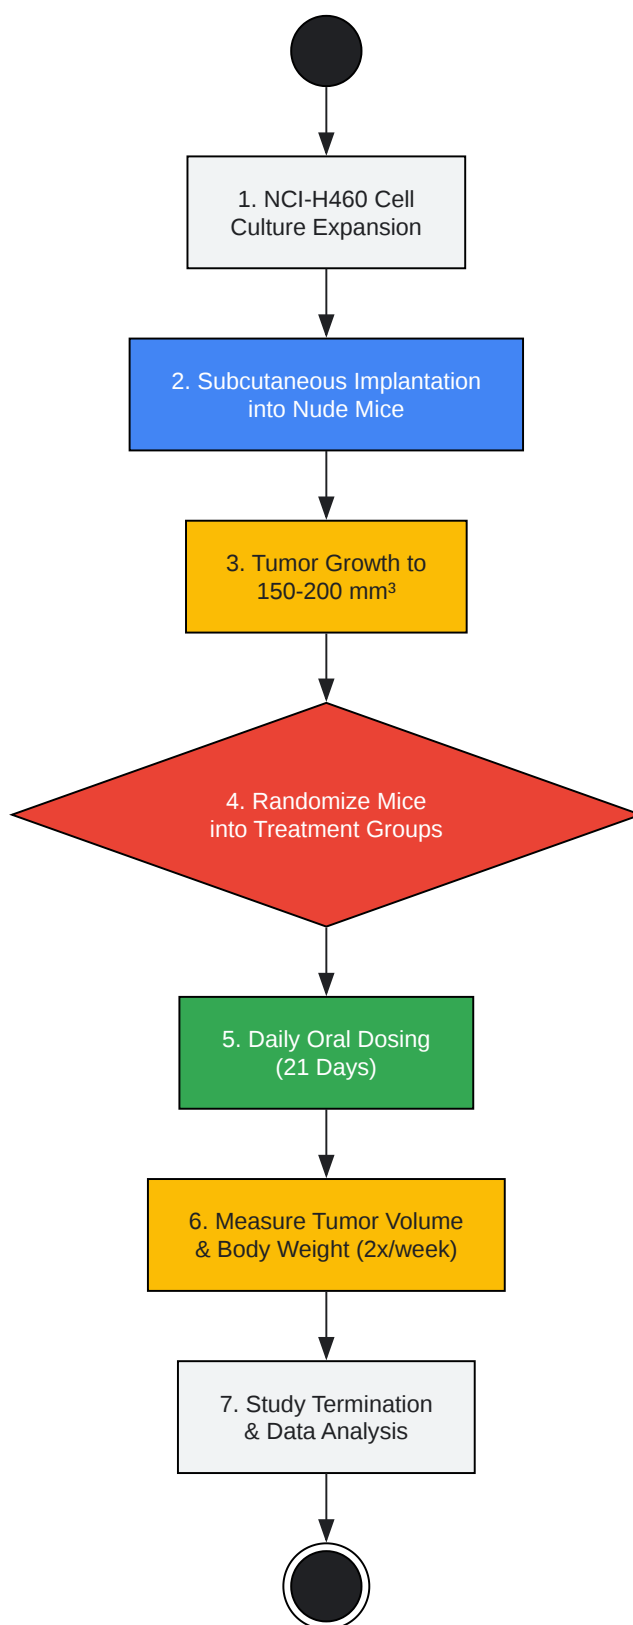 1. NCI-H460 Cell
Culture Expansion
2. Subcutaneous Implantation
into Nude Mice
3. Tumor Growth to
150-200 mm³
4. Randomize Mice
into Treatment Groups
5. Daily Oral Dosing
(21 Days)
6. Measure Tumor Volume
& Body Weight (2x/week)
7. Study Termination
& Data Analysis